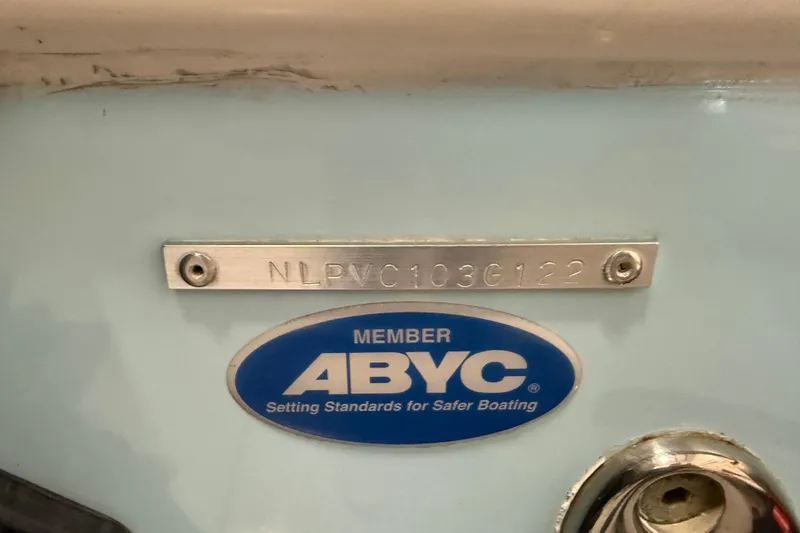 NLPVC103G122
MEMBER
ABYC®
Setting Standards for Safer Boating